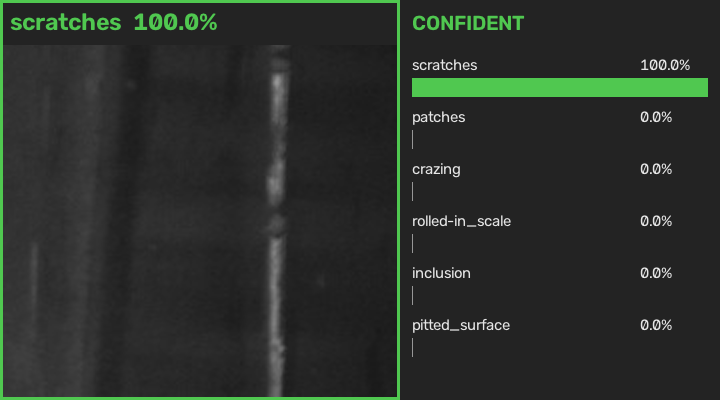 scratches 100.0%
CONFIDENT
scratches 100.0%
patches 0.0%
crazing 0.0%
rolled-in_scale 0.0%
inclusion 0.0%
pitted_surface 0.0%